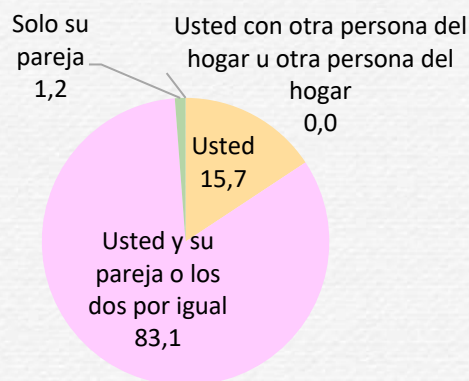 Solo su
pareja
1,2
Usted con otra persona del
hogar u otra persona del
hogar
0,0
Usted
15,7
Usted y su
pareja o los
dos por igual
83,1